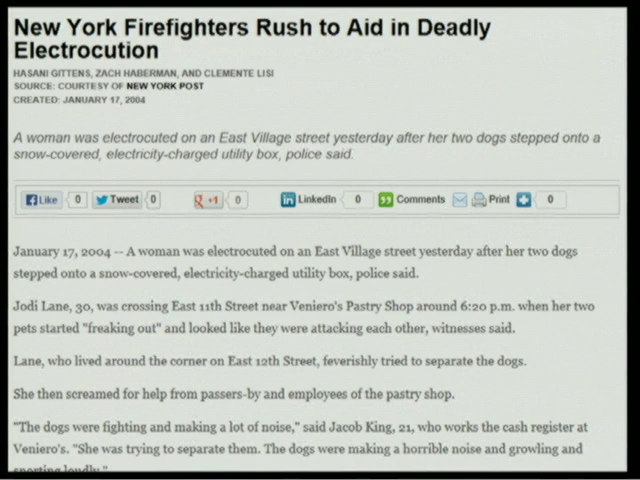 New York Firefighters Rush to Aid in Deadly
Electrocution
HASANI GITTENS, ZACH HABERMAN, AND CLEMENTE LISI
SOURCE: COURTESY OF NEW YORK POST
CREATED: JANUARY 17, 2004
A woman was electrocuted on an East Village street yesterday after her two dogs stepped onto a
snow-covered, electricity-charged utility box, police said.
Like 0 Tweet 0 +1 0 LinkedIn 0 Comments Print 0
January 17, 2004 -- A woman was electrocuted on an East Village street yesterday after her two dogs
stepped onto a snow-covered, electricity-charged utility box, police said.
Jodi Lane, 30, was crossing East 11th Street near Veniero's Pastry Shop around 6:20 p.m. when her two
pets started "freaking out" and looked like they were attacking each other, witnesses said.
Lane, who lived around the corner on East 12th Street, feverishly tried to separate the dogs.
She then screamed for help from passers-by and employees of the pastry shop.
"The dogs were fighting and making a lot of noise," said Jacob King, 21, who works the cash register at
Veniero's. "She was trying to separate them. The dogs were making a horrible noise and growling and